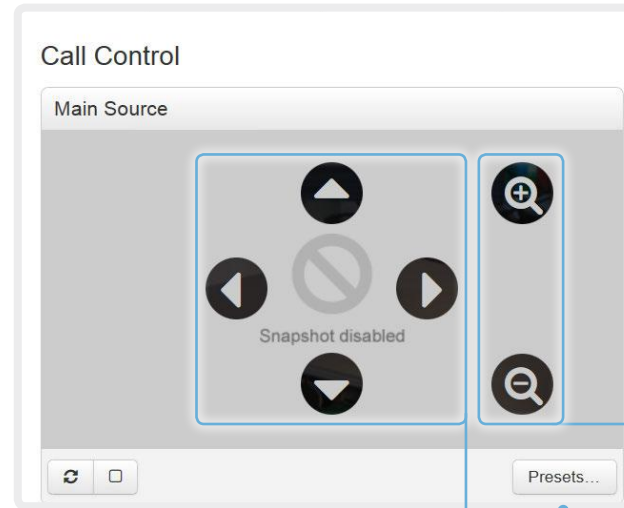 Call Control
Main Source
Snapshot disabled
Presets...